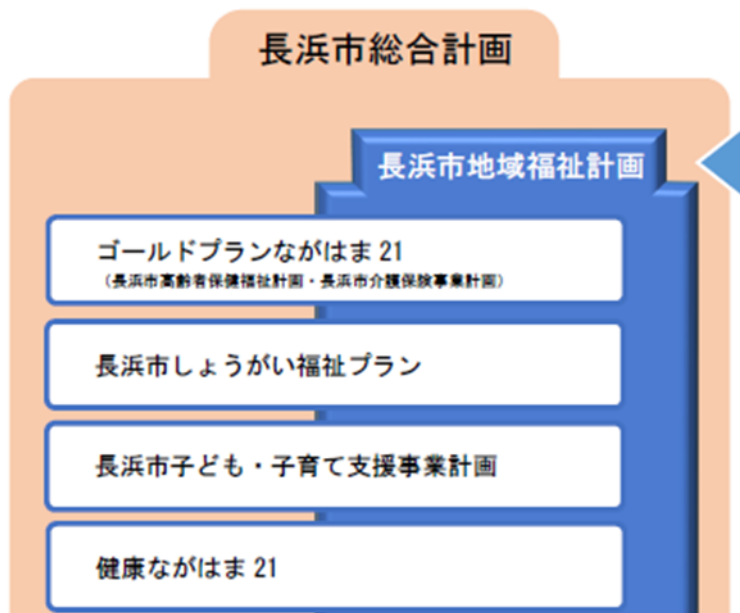 長浜市総合計画
長浜市地域福祉計画
ゴールドプランながはま 21
（長浜市高齢者保健福祉計画・長浜市介護保険事業計画）
長浜市しょうがい福祉プラン
長浜市子ども・子育て支援事業計画
健康ながはま 21